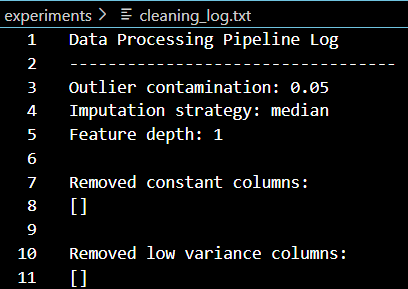 experiments > cleaning_log.txt
1 Data Processing Pipeline Log
2 ----------------------------------
3 Outlier contamination: 0.05
4 Imputation strategy: median
5 Feature depth: 1
6
7 Removed constant columns:
8 []
9
10 Removed low variance columns:
11 []